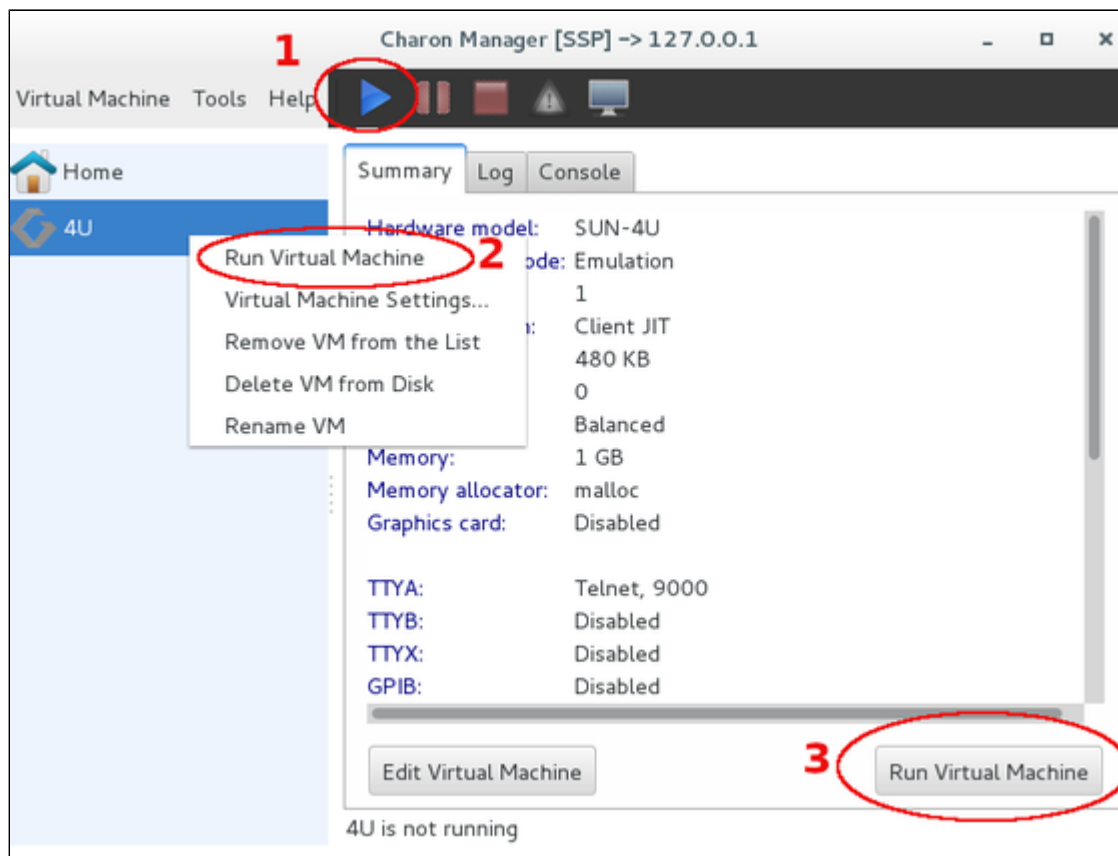 Charon Manager [SSP] -> 127.0.0.1
1
Virtual Machine Tools Help
Home
4U
Summary Log Console
Hardware model: SUN-4U
ode: Emulation
1
n: Client JIT
480 KB
0
Balanced
Memory: 1 GB
Memory allocator: malloc
Graphics card: Disabled
TTYA: Telnet, 9000
TTYB: Disabled
TTYX: Disabled
GPIB: Disabled
Run Virtual Machine 2
Virtual Machine Settings...
Remove VM from the List
Delete VM from Disk
Rename VM
Edit Virtual Machine
3 Run Virtual Machine
4U is not running